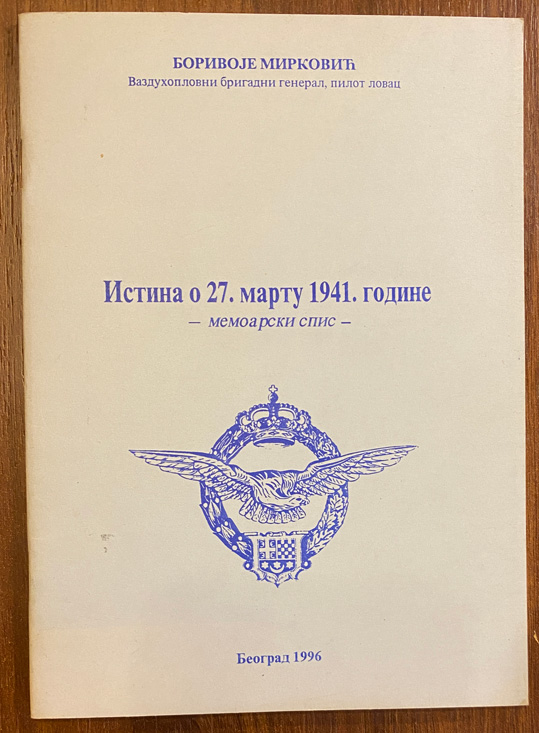 БОРИВОЈЕ МИРКОВИЋ
Ваздухопловни бригадни генерал, пилот ловац
Истина о 27. марту 1941. године
– мемоарски спис –
Београд 1996